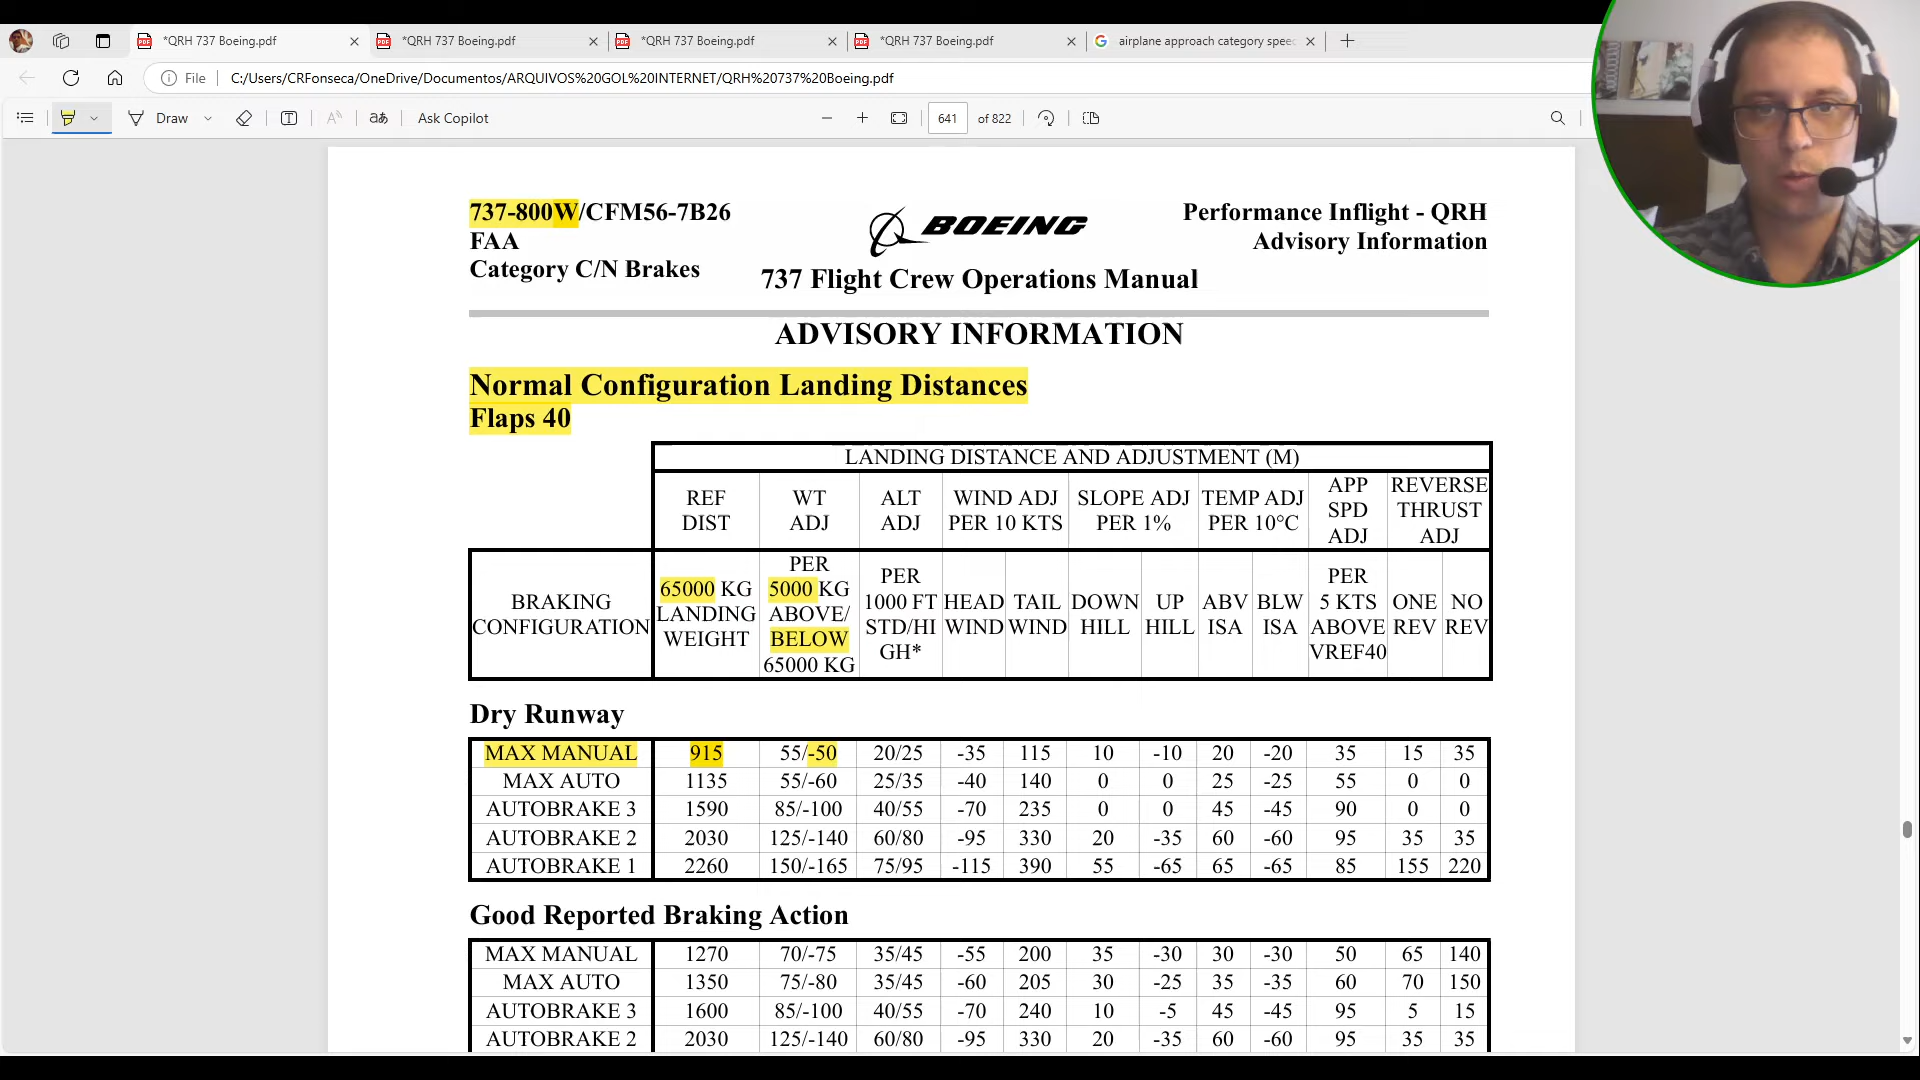 *QRH 737 Boeing.pdf
*QRH 737 Boeing.pdf
*QRH 737 Boeing.pdf
*QRH 737 Boeing.pdf
airplane approach category spee
File C:/Users/CRFonseca/OneDrive/Documentos/ARQUIVOS%20GOL%20INTERNET/QRH%20737%20Boeing.pdf
Draw aあ Ask Copilot 641 of 822
737-800W/CFM56-7B26
FAA
Category C/N Brakes
BOEING
737 Flight Crew Operations Manual
Performance Inflight - QRH
Advisory Information
ADVISORY INFORMATION
Normal Configuration Landing Distances
Flaps 40
LANDING DISTANCE AND ADJUSTMENT (M)
REF DIST WT ADJ ALT ADJ WIND ADJ PER 10 KTS SLOPE ADJ PER 1% TEMP ADJ PER 10°C APP SPD ADJ REVERSE THRUST ADJ
BRAKING CONFIGURATION 65000 KG LANDING WEIGHT PER 5000 KG ABOVE/ BELOW 65000 KG PER 1000 FT STD/HI GH* HEAD WIND TAIL WIND DOWN HILL UP HILL ABV ISA BLW ISA PER 5 KTS ABOVE VREF40 ONE REV NO REV
Dry Runway
MAX MANUAL 915 55/-50 20/25 -35 115 10 -10 20 -20 35 15 35
MAX AUTO 1135 55/-60 25/35 -40 140 0 0 25 -25 55 0 0
AUTOBRAKE 3 1590 85/-100 40/55 -70 235 0 0 45 -45 90 0 0
AUTOBRAKE 2 2030 125/-140 60/80 -95 330 20 -35 60 -60 95 35 35
AUTOBRAKE 1 2260 150/-165 75/95 -115 390 55 -65 65 -65 85 155 220
Good Reported Braking Action
MAX MANUAL 1270 70/-75 35/45 -55 200 35 -30 30 -30 50 65 140
MAX AUTO 1350 75/-80 35/45 -60 205 30 -25 35 -35 60 70 150
AUTOBRAKE 3 1600 85/-100 40/55 -70 240 10 -5 45 -45 95 5 15
AUTOBRAKE 2 2030 125/-140 60/80 -95 330 20 -35 60 -60 95 35 35